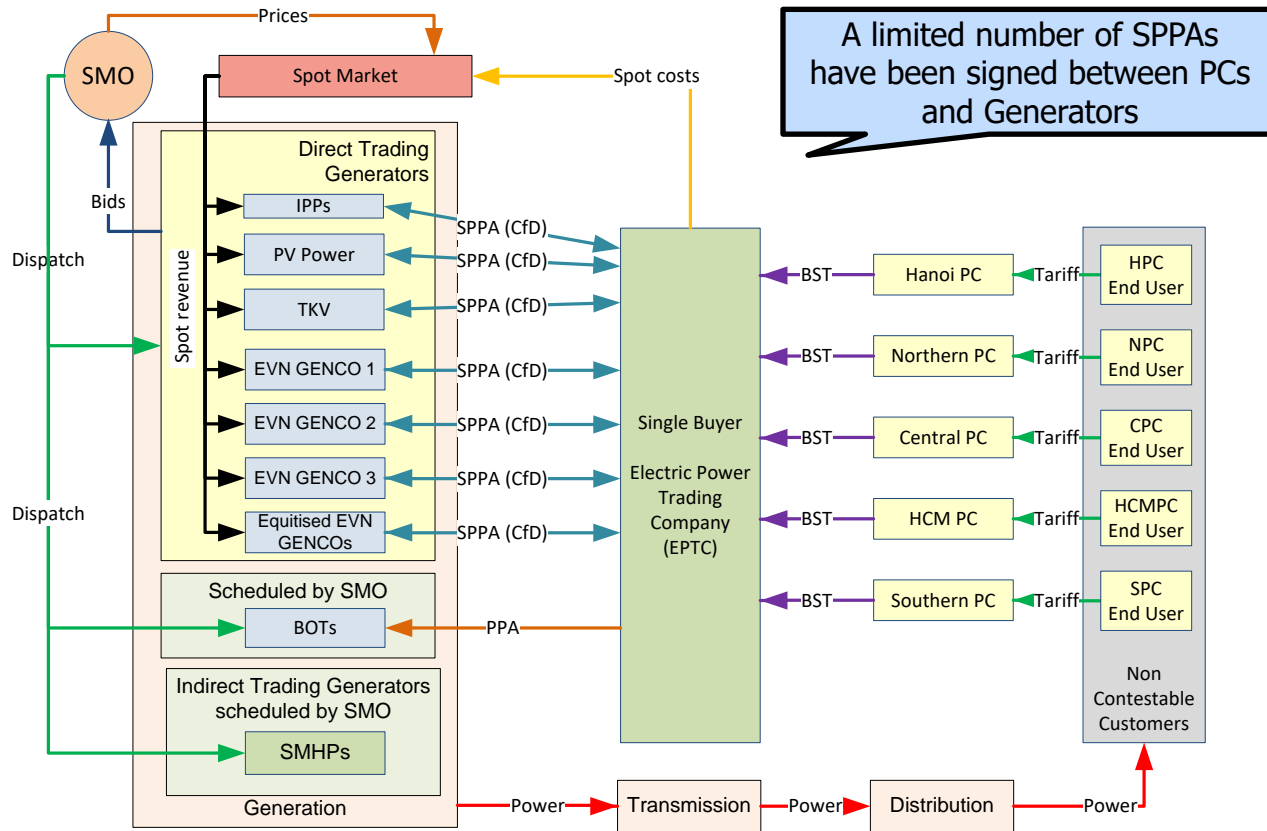 Prices
A limited number of SPPAs
have been signed between PCs
and Generators
SMO
Spot Market
Spot costs
Direct Trading
Generators
Bids
Dispatch
Spot revenue
IPPs
PV Power
TKV
EVN GENCO 1
EVN GENCO 2
EVN GENCO 3
Equitised EVN
GENCOs
SPPA (CfD)
SPPA (CfD)
SPPA (CfD)
SPPA (CfD)
SPPA (CfD)
SPPA (CfD)
SPPA (CfD)
Single Buyer
Electric Power
Trading
Company
(EPTC)
BST
Hanoi PC
Tariff
HPC
End User
BST
Northern PC
Tariff
NPC
End User
BST
Central PC
Tariff
CPC
End User
BST
HCM PC
Tariff
HCMPC
End User
BST
Southern PC
Tariff
SPC
End User
Non
Contestable
Customers
Dispatch
Scheduled by SMO
BOTs
PPA
Indirect Trading Generators
scheduled by SMO
SMHPs
Generation
Power
Transmission
Power
Distribution
Power